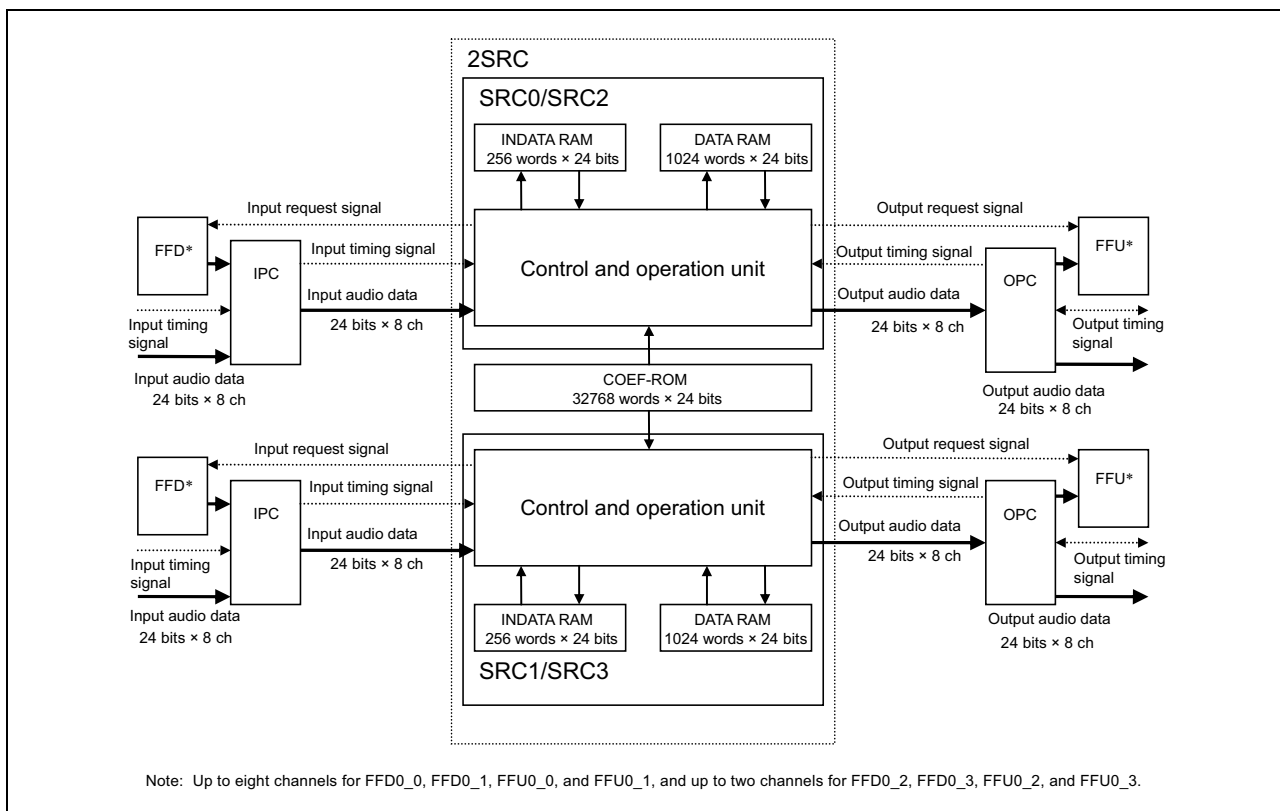 2SRC
SRC0/SRC2
INDATA RAM
256 words × 24 bits
DATA RAM
1024 words × 24 bits
Input request signal
Output request signal
FFD*
IPC
Input timing signal
Control and operation unit
Output timing signal
OPC
FFU*
Input audio data
24 bits × 8 ch
Output audio data
24 bits × 8 ch
Input timing
signal
Output timing
signal
Input audio data
24 bits × 8 ch
COEF-ROM
32768 words × 24 bits
Output audio data
24 bits × 8 ch
Input request signal
Output request signal
FFD*
IPC
Input timing signal
Control and operation unit
Output timing signal
OPC
FFU*
Input audio data
24 bits × 8 ch
Output audio data
24 bits × 8 ch
Input timing
signal
Output timing
signal
Input audio data
24 bits × 8 ch
INDATA RAM
256 words × 24 bits
DATA RAM
1024 words × 24 bits
Output audio data
24 bits × 8 ch
SRC1/SRC3
Note: Up to eight channels for FFD0_0, FFD0_1, FFU0_0, and FFU0_1, and up to two channels for FFD0_2, FFD0_3, FFU0_2, and FFU0_3.